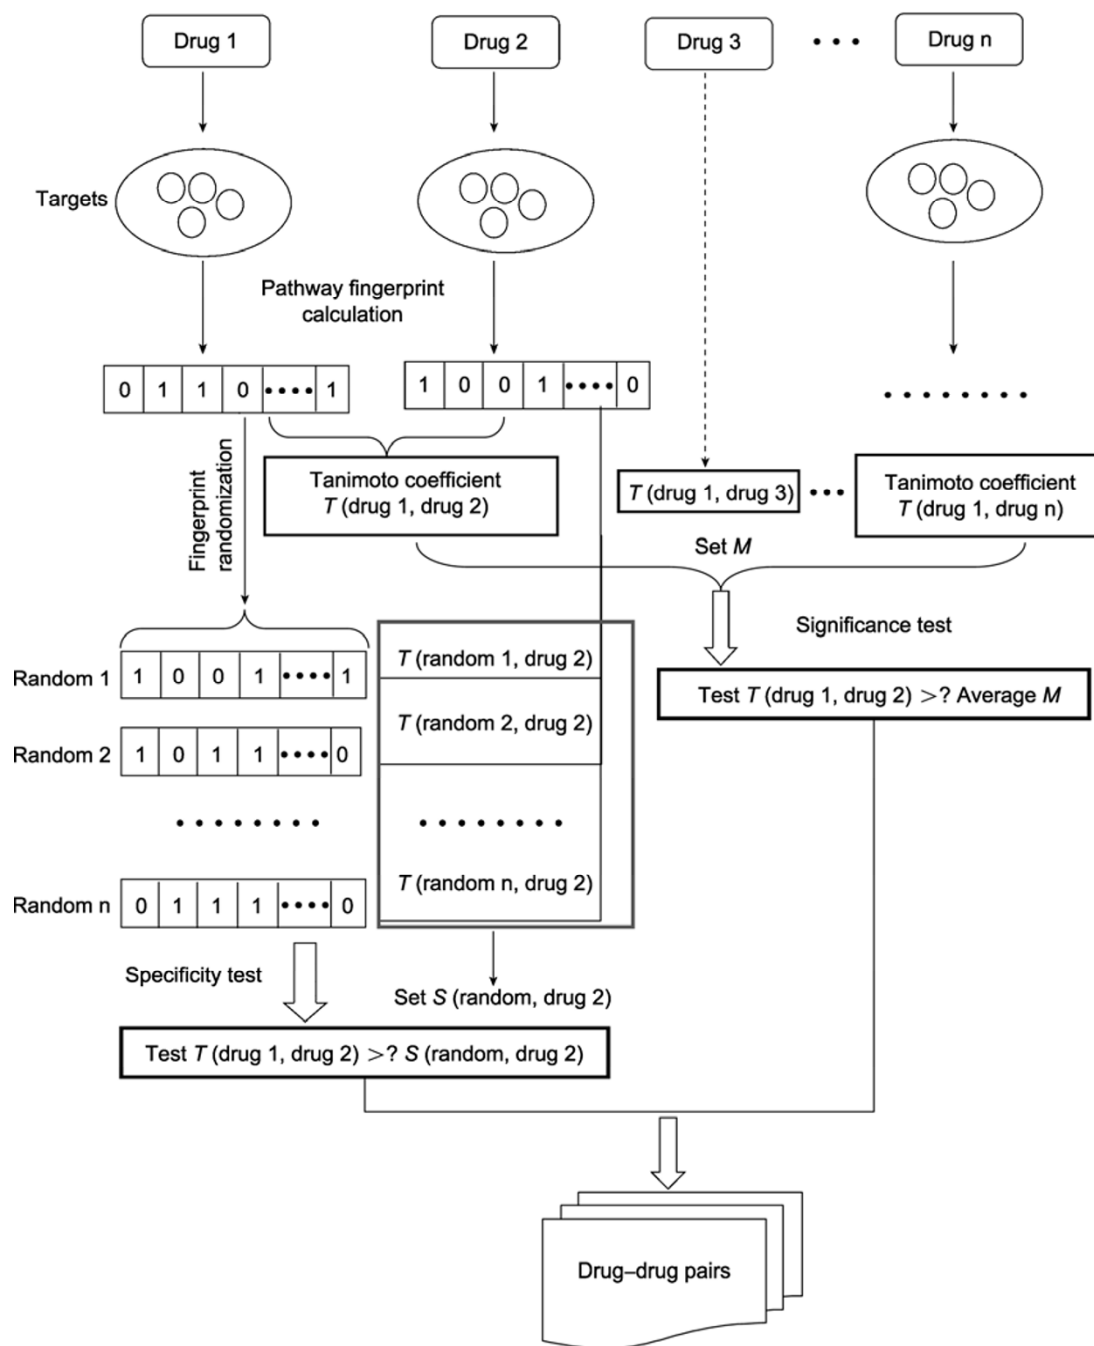 Drug 1
Drug 2
Drug 3
• • •
Drug n
Targets
Pathway fingerprint
calculation
0 1 1 0 •••• 1
1 0 0 1 •••• 0
• • • • • • • •
Fingerprint
randomization
Tanimoto coefficient
T (drug 1, drug 2)
T (drug 1, drug 3)
•••
Tanimoto coefficient
T (drug 1, drug n)
Set M
Significance test
Random 1
1 0 0 1 •••• 1
T (random 1, drug 2)
Test T (drug 1, drug 2) >? Average M
Random 2
1 0 1 1 •••• 0
T (random 2, drug 2)
• • • • • • • •
• • • • • • • •
Random n
0 1 1 1 •••• 0
T (random n, drug 2)
Specificity test
Set S (random, drug 2)
Test T (drug 1, drug 2) >? S (random, drug 2)
Drug–drug pairs